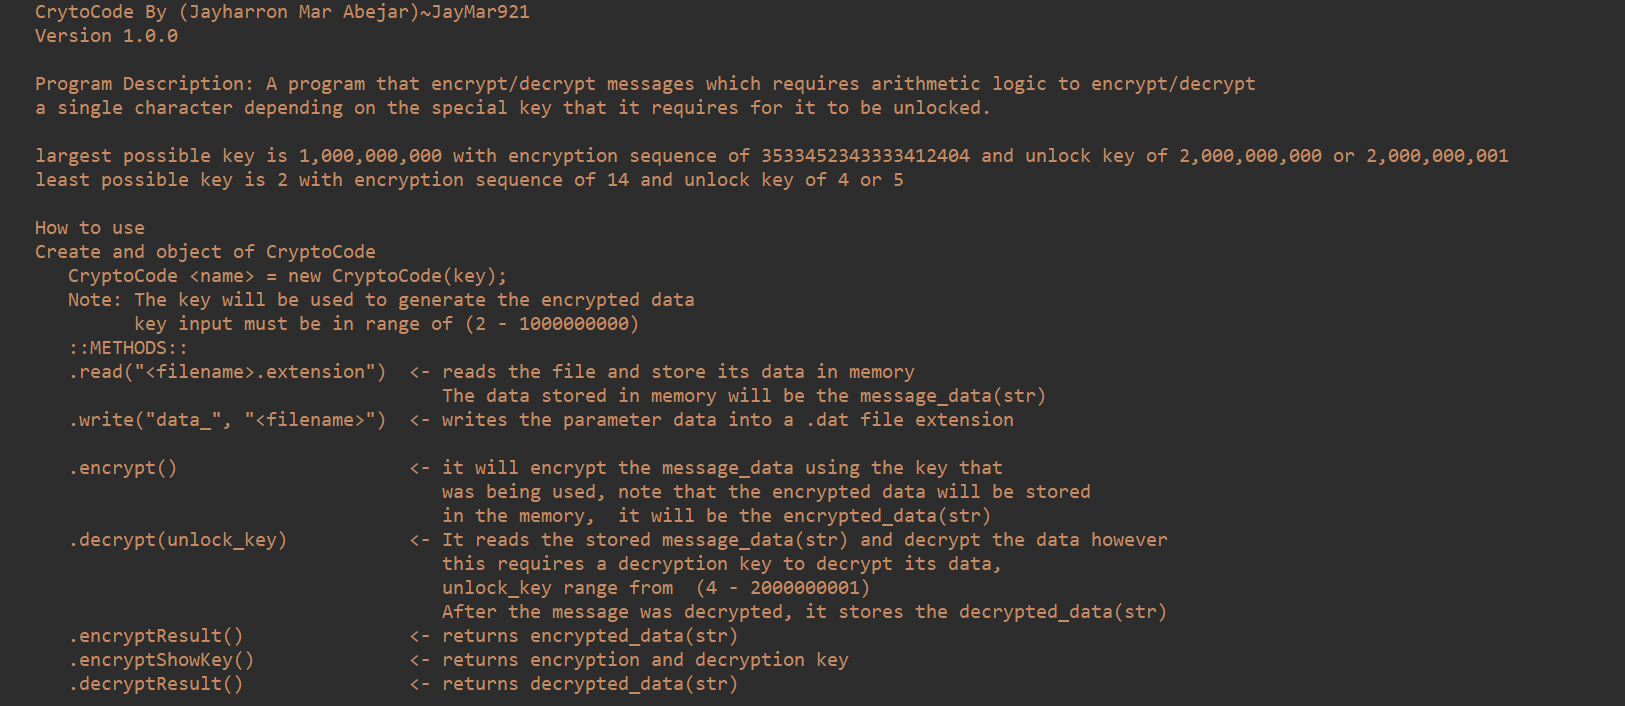 CrytoCode By (Jayharron Mar Abejar)~JayMar921
Version 1.0.0
Program Description: A program that encrypt/decrypt messages which requires arithmetic logic to encrypt/decrypt
a single character depending on the special key that it requires for it to be unlocked.
largest possible key is 1,000,000,000 with encryption sequence of 3533452343333412404 and unlock key of 2,000,000,000 or 2,000,000,001
least possible key is 2 with encryption sequence of 14 and unlock key of 4 or 5
How to use
Create and object of CryptoCode
CryptoCode <name> = new CryptoCode(key);
Note: The key will be used to generate the encrypted data
key input must be in range of (2 - 1000000000)
::METHODS::
.read("<filename>.extension") <- reads the file and store its data in memory
The data stored in memory will be the message_data(str)
.write("data_", "<filename>") <- writes the parameter data into a .dat file extension
.encrypt() <- it will encrypt the message_data using the key that
was being used, note that the encrypted data will be stored
in the memory, it will be the encrypted_data(str)
.decrypt(unlock_key) <- It reads the stored message_data(str) and decrypt the data however
this requires a decryption key to decrypt its data,
unlock_key range from (4 - 2000000001)
After the message was decrypted, it stores the decrypted_data(str)
.encryptResult() <- returns encrypted_data(str)
.encryptShowKey() <- returns encryption and decryption key
.decryptResult() <- returns decrypted_data(str)